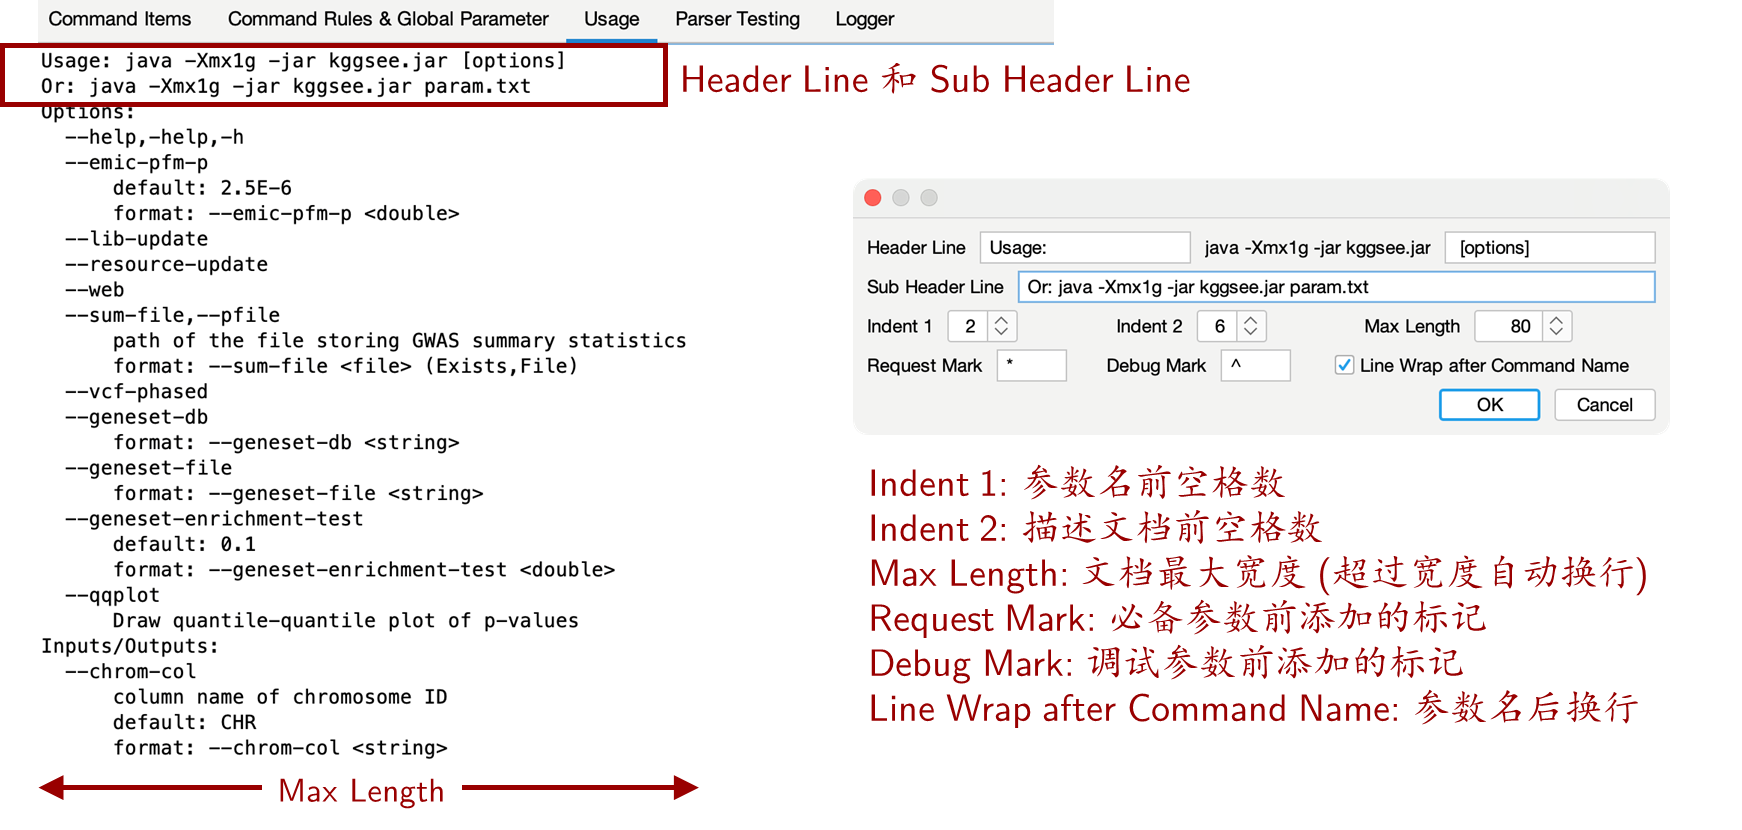 Command Items Command Rules & Global Parameter Usage Parser Testing Logger
Usage: java -Xmx1g -jar kggsee.jar [options]
Or: java -Xmx1g -jar kggsee.jar param.txt
Header Line 和 Sub Header Line
Options:
--help,-help,-h
--emic-pfm-p
default: 2.5E-6
format: --emic-pfm-p <double>
--lib-update
--resource-update
--web
--sum-file,--pfile
path of the file storing GWAS summary statistics
format: --sum-file <file> (Exists,File)
--vcf-phased
--geneset-db
format: --geneset-db <string>
--geneset-file
format: --geneset-file <string>
--geneset-enrichment-test
default: 0.1
format: --geneset-enrichment-test <double>
--qqplot
Draw quantile-quantile plot of p-values
Inputs/Outputs:
--chrom-col
column name of chromosome ID
default: CHR
format: --chrom-col <string>
Max Length
Header Line Usage: java -Xmx1g -jar kggsee.jar [options]
Sub Header Line Or: java -Xmx1g -jar kggsee.jar param.txt
Indent 1 2 Indent 2 6 Max Length 80
Request Mark * Debug Mark ^ Line Wrap after Command Name
OK Cancel
Indent 1: 参数名前空格数
Indent 2: 描述文档前空格数
Max Length: 文档最大宽度 (超过宽度自动换行)
Request Mark: 必备参数前添加的标记
Debug Mark: 调试参数前添加的标记
Line Wrap after Command Name: 参数名后换行